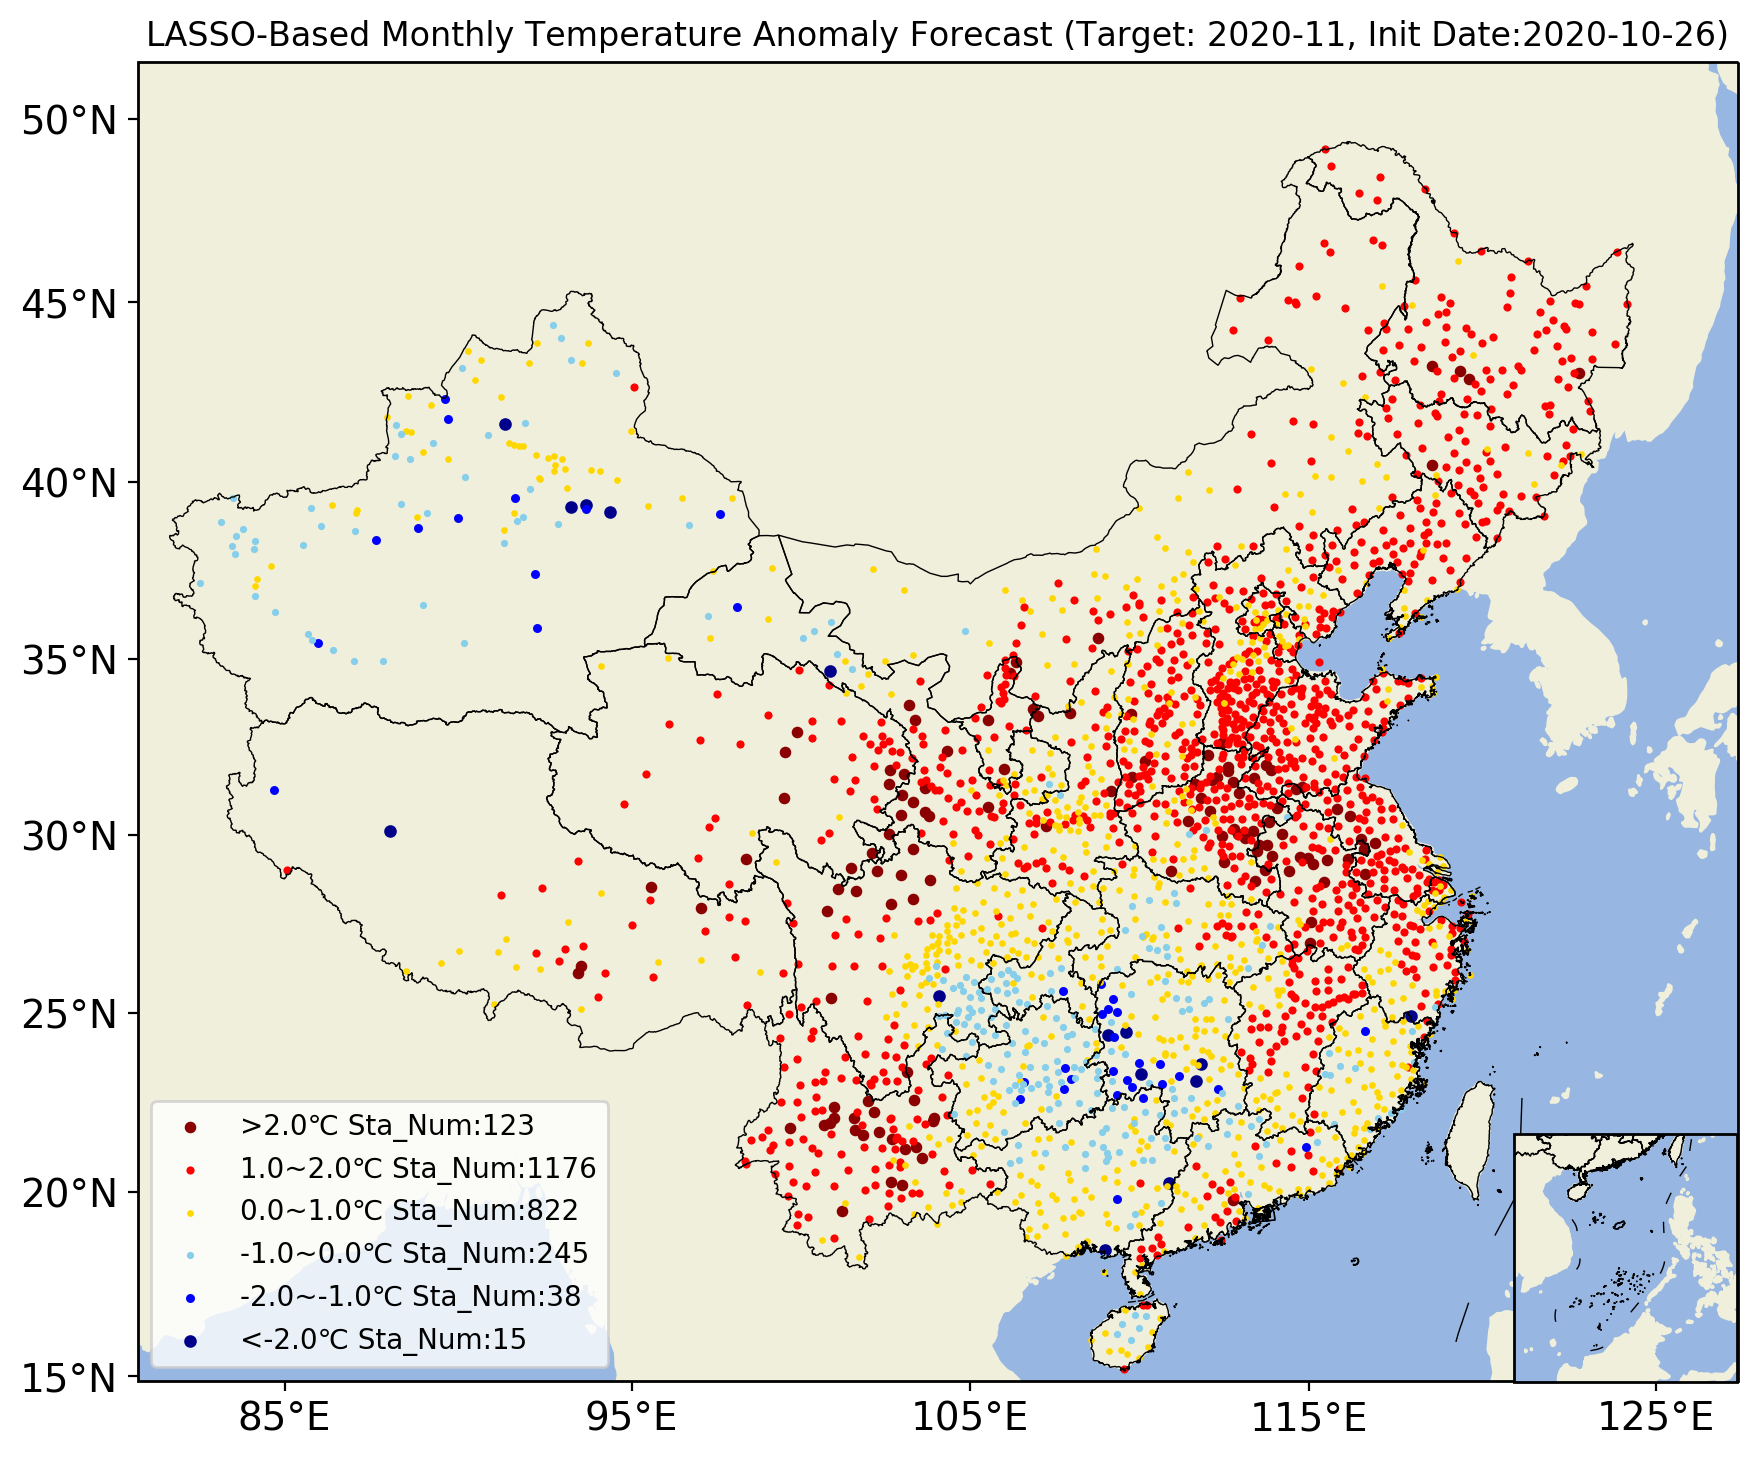 LASSO-Based Monthly Temperature Anomaly Forecast (Target: 2020-11, Init Date:2020-10-26)
50°N
45°N
40°N
35°N
30°N
25°N
20°N
15°N
>2.0℃ Sta_Num:123
1.0~2.0℃ Sta_Num:1176
0.0~1.0℃ Sta_Num:822
-1.0~0.0℃ Sta_Num:245
-2.0~-1.0℃ Sta_Num:38
<-2.0℃ Sta_Num:15
85°E
95°E
105°E
115°E
125°E